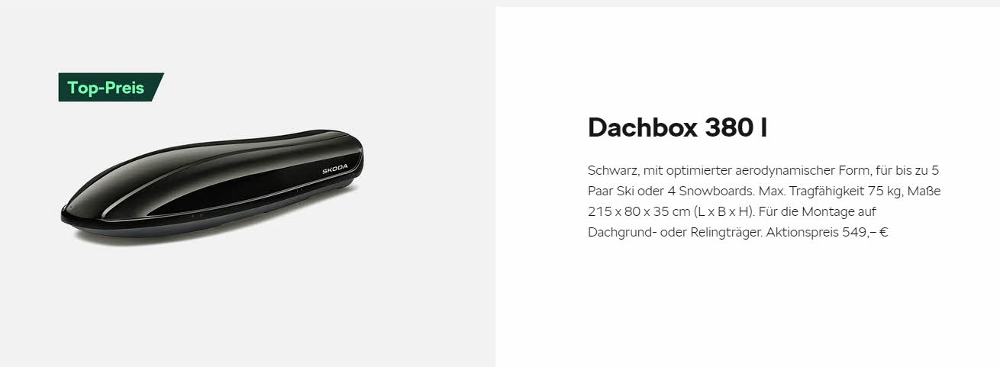 Top-Preis
ŠKODA
Dachbox 380 l
Schwarz, mit optimierter aerodynamischer Form, für bis zu 5
Paar Ski oder 4 Snowboards. Max. Tragfähigkeit 75 kg, Maße
215 x 80 x 35 cm (L x B x H). Für die Montage auf
Dachgrund- oder Relingträger. Aktionspreis 549,– €